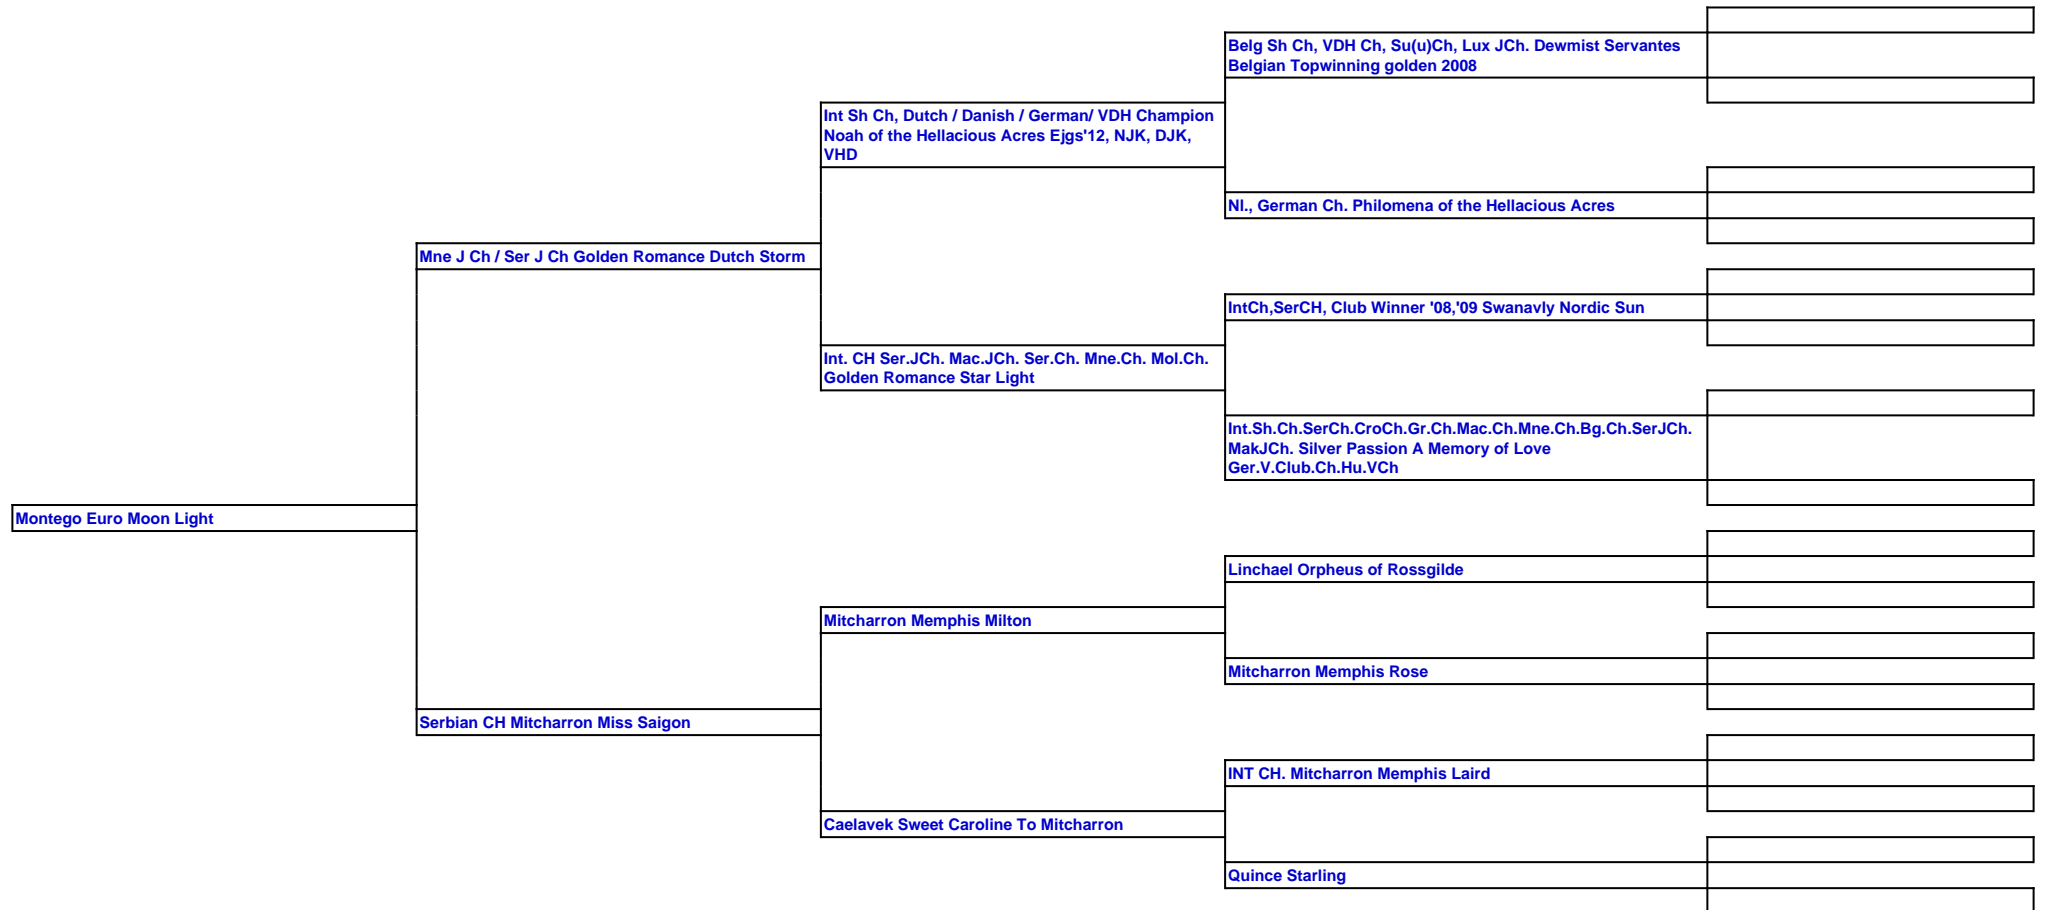 Belg Sh Ch, VDH Ch, Su(u)Ch, Lux JCh. Dewmist Servantes
Belgian Topwinning golden 2008
Int Sh Ch, Dutch / Danish / German/ VDH Champion
Noah of the Hellacious Acres Ejgs'12, NJK, DJK,
VHD
Nl., German Ch. Philomena of the Hellacious Acres
Mne J Ch / Ser J Ch Golden Romance Dutch Storm
IntCh,SerCH, Club Winner '08,'09 Swanavly Nordic Sun
Int. CH Ser.JCh. Mac.JCh. Ser.Ch. Mne.Ch. Mol.Ch.
Golden Romance Star Light
Int.Sh.Ch.SerCh.CroCh.Gr.Ch.Mac.Ch.Mne.Ch.Bg.Ch.SerJCh.
MakJCh. Silver Passion A Memory of Love
Ger.V.Club.Ch.Hu.VCh
Montego Euro Moon Light
Linchael Orpheus of Rossgilde
Mitcharron Memphis Milton
Mitcharron Memphis Rose
Serbian CH Mitcharron Miss Saigon
INT CH. Mitcharron Memphis Laird
Caelavek Sweet Caroline To Mitcharron
Quince Starling